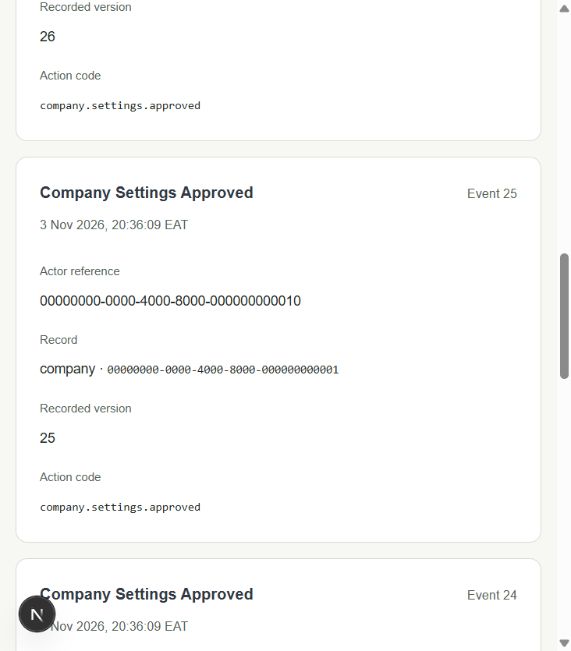 Recorded version
26
Action code
company.settings.approved
Company Settings Approved
Event 25
3 Nov 2026, 20:36:09 EAT
Actor reference
00000000-0000-4000-8000-000000000010
Record
company · 00000000-0000-4000-8000-000000000001
Recorded version
25
Action code
company.settings.approved
Company Settings Approved
Event 24
N
Nov 2026, 20:36:09 EAT